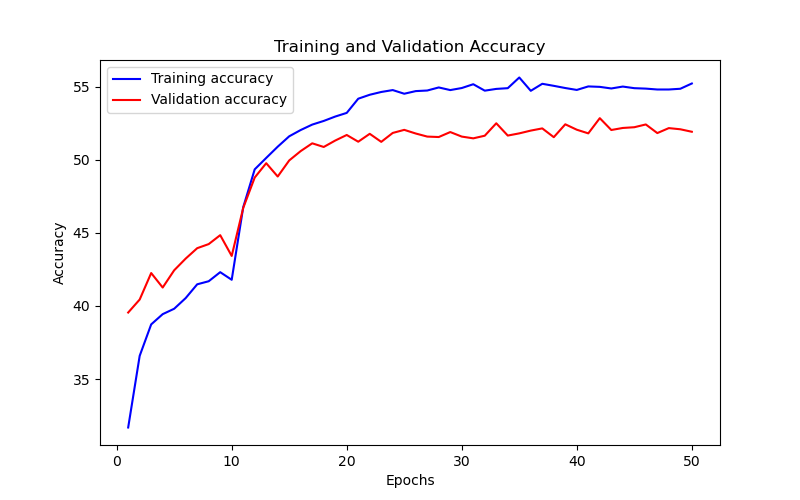 Training and Validation Accuracy
Training accuracy
Validation accuracy
Accuracy
55
50
45
40
35
0 10 20 30 40 50
Epochs